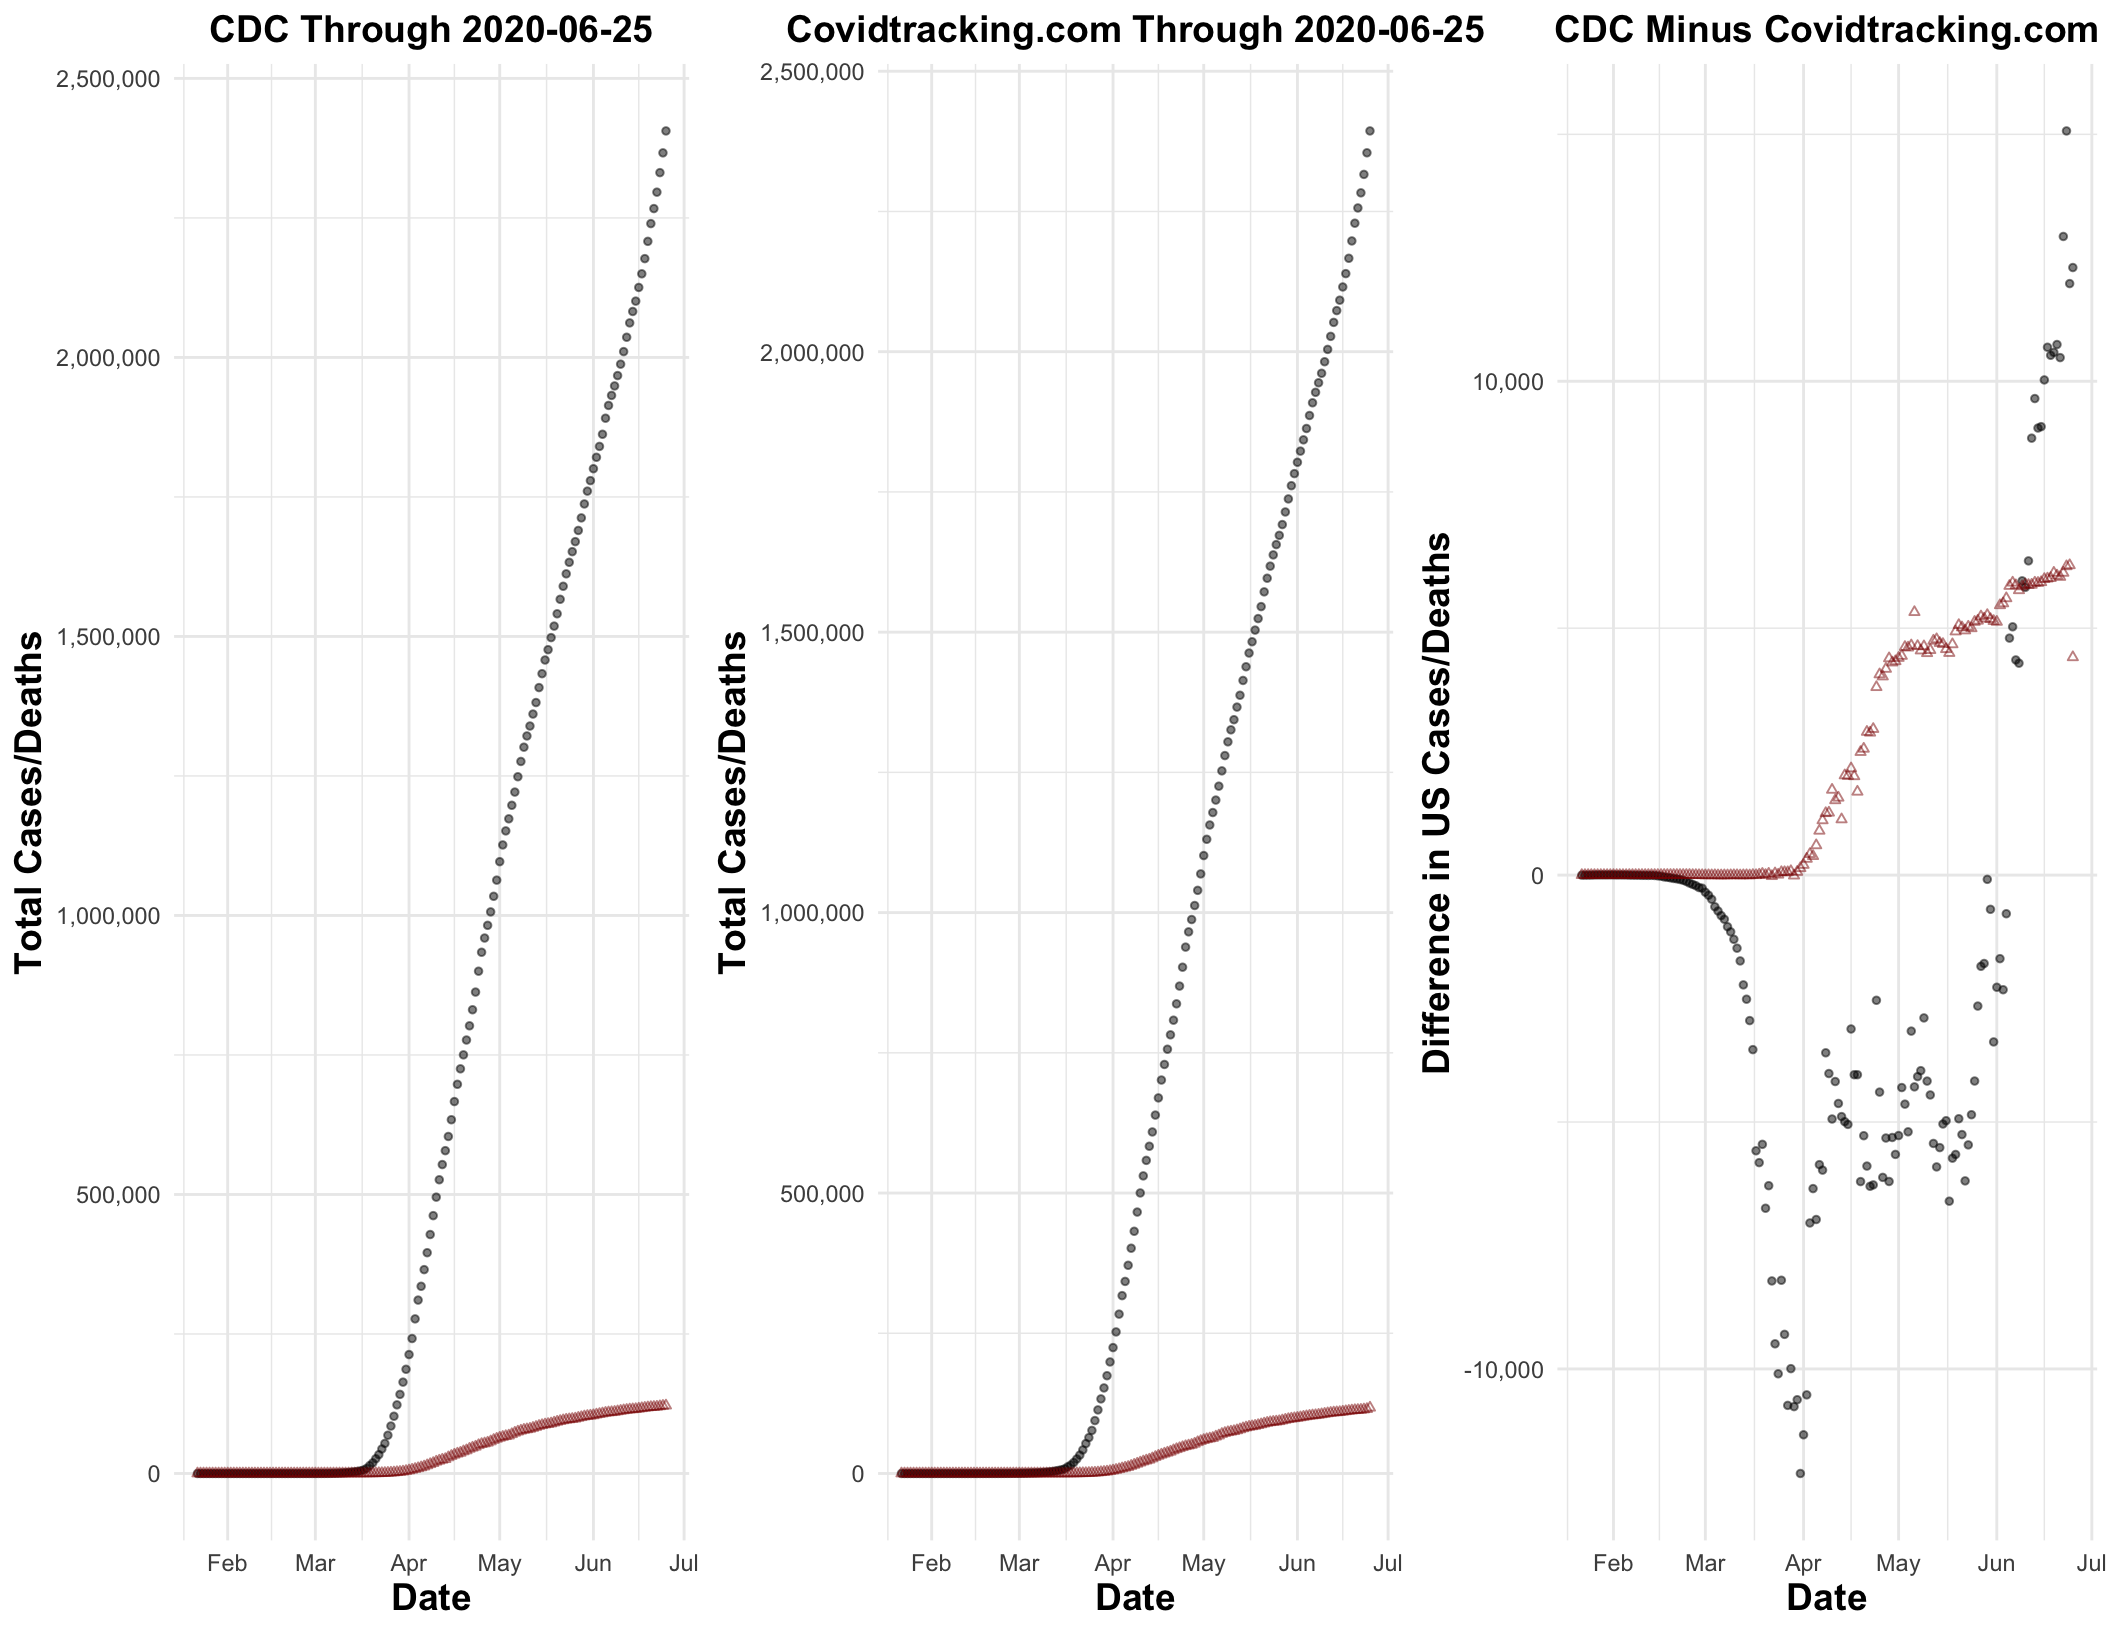 CDC Through 2020-06-25
Total Cases/Deaths
2,500,000
2,000,000
1,500,000
1,000,000
500,000
0
Feb Mar Apr May Jun Jul
Date
Covidtracking.com Through 2020-06-25
Total Cases/Deaths
2,500,000
2,000,000
1,500,000
1,000,000
500,000
0
Feb Mar Apr May Jun Jul
Date
CDC Minus Covidtracking.com
Difference in US Cases/Deaths
10,000
0
-10,000
Feb Mar Apr May Jun Jul
Date